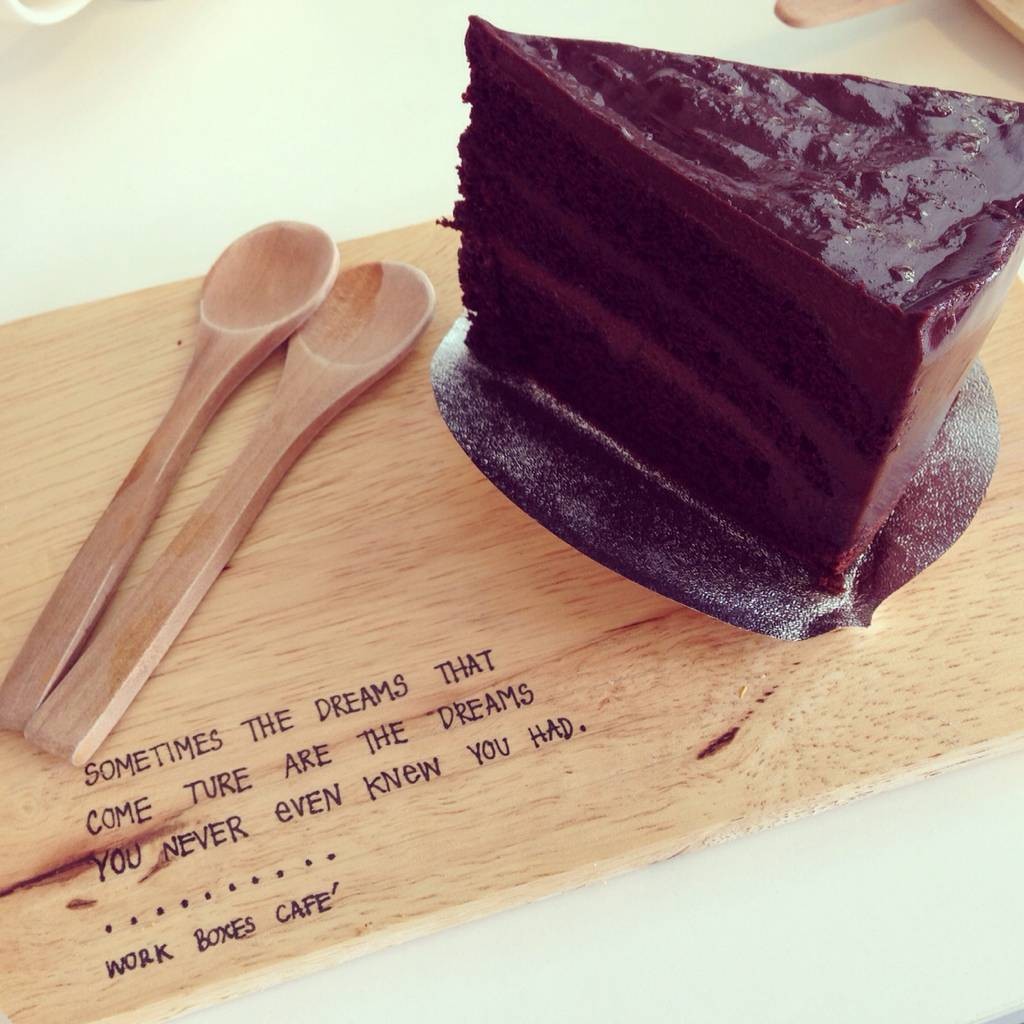 SOMETIMES THE DREAMS THAT
COME TURE ARE THE DREAMS
YOU NEVER eVEN KNeW YOU HAD.
..........
WORK BOXES CAFE'